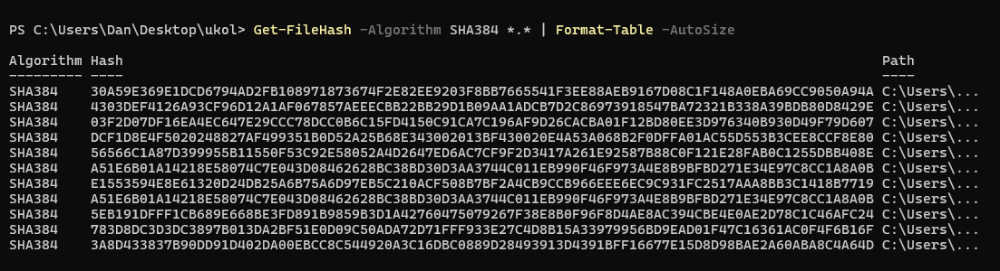 PS C:\Users\Dan\Desktop\ukol> Get-FileHash -Algorithm SHA384 *.* | Format-Table -AutoSize
Algorithm Hash Path
--------- ---- ----
SHA384 30A59E369E1DCD6794AD2FB108971873674F2E82EE9203F8BB7665541F3EE88AEB9167D08C1F148A0EBA69CC9050A94A C:\Users\...
SHA384 4303DEF4126A93CF96D12A1AF067857AEEECBB22BB29D1B09AA1ADCB7D2C86973918547BA72321B338A39BDB80D8429E C:\Users\...
SHA384 03F2D07DF16EA4EC647E29CCC78DCC0B6C15FD4150C91CA7C196AF9D26CACBA01F12BD80EE3D976340B930D49F79D607 C:\Users\...
SHA384 DCF1D8E4F5020248827AF499351B0D52A25B68E343002013BF430020E4A53A068B2F0DFFA01AC55D553B3CEE8CCF8E80 C:\Users\...
SHA384 56566C1A87D399955B11550F53C92E58052A4D2647ED6AC7CF9F2D3417A261E92587B88C0F121E28FAB0C1255DBB408E C:\Users\...
SHA384 A51E6B01A14218E58074C7E043D08462628BC38BD30D3AA3744C011EB990F46F973A4E8B9BFBD271E34E97C8CC1A8A0B C:\Users\...
SHA384 E1553594E8E61320D24DB25A6B75A6D97EB5C210ACF508B7BF2A4CB9CCB966EEE6EC9C931FC2517AAA8BB3C1418B7719 C:\Users\...
SHA384 A51E6B01A14218E58074C7E043D08462628BC38BD30D3AA3744C011EB990F46F973A4E8B9BFBD271E34E97C8CC1A8A0B C:\Users\...
SHA384 5EB191DFFF1CB689E668BE3FD891B9859B3D1A42760475079267F38E8B0F96F8D4AE8AC394CBE4E0AE2D78C1C46AFC24 C:\Users\...
SHA384 783D8DC3D3DC3897B013DA2BF51E0D09C50ADA72D71FFF933E27C4D8B15A33979956BD9EAD01F47C16361AC0F4F6B16F C:\Users\...
SHA384 3A8D433837B90DD91D402DA00EBCC8C544920A3C16DBC0889D28493913D4391BFF16677E15D8D98BAE2A60ABA8C4A64D C:\Users\...